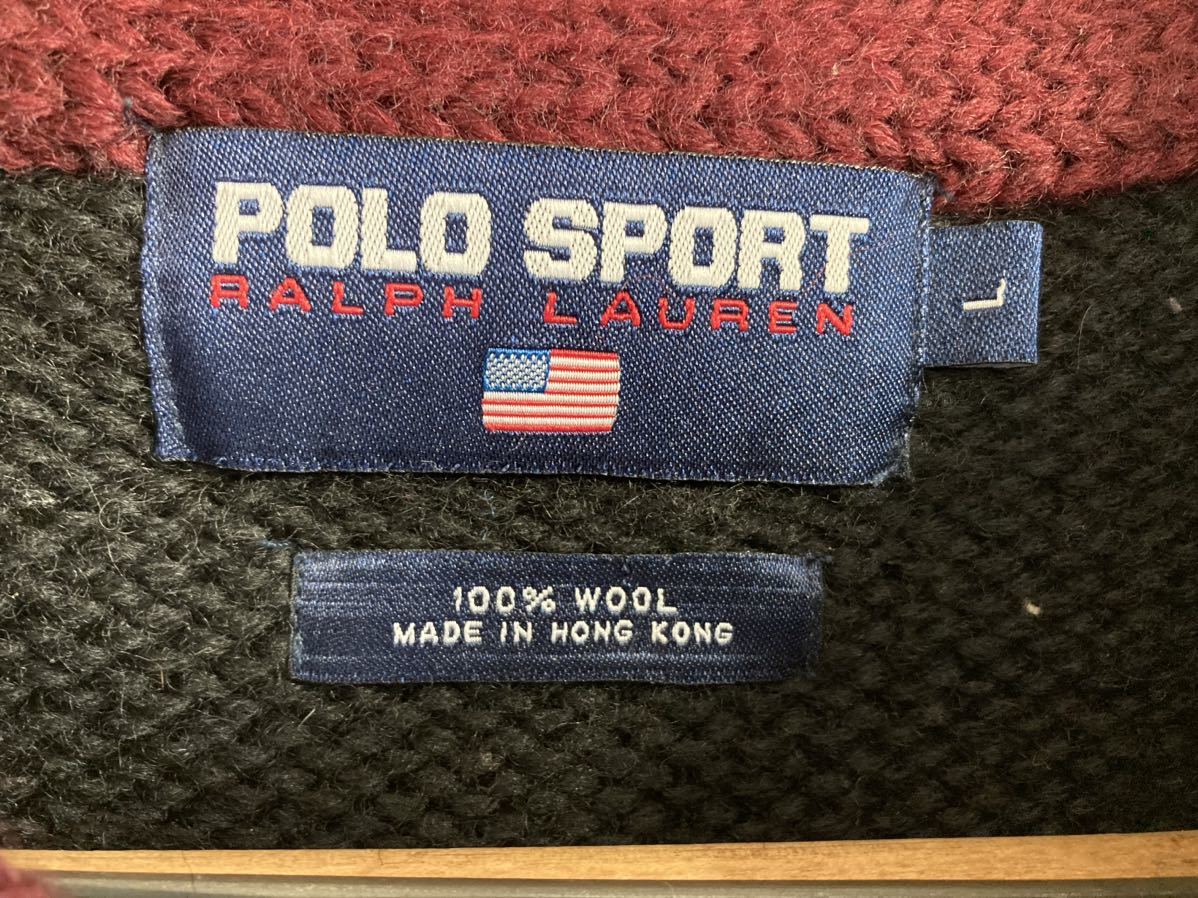 POLO SPORT
RALPH LAUREN
L
100% WOOL
MADE IN HONG KONG